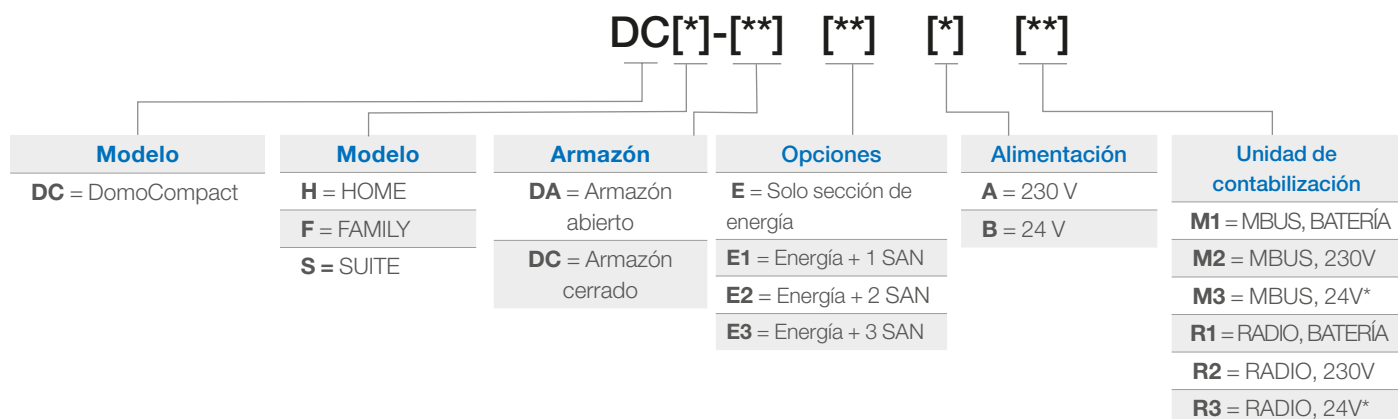 DC[*]-[**] [**] [*] [**]
Modelo
DC = DomoCompact
Modelo
H = HOME
F = FAMILY
S = SUITE
Armazón
DA = Armazón
abierto
DC = Armazón
cerrado
Opciones
E = Solo sección de
energía
E1 = Energía + 1 SAN
E2 = Energía + 2 SAN
E3 = Energía + 3 SAN
Alimentación
A = 230 V
B = 24 V
Unidad de
contabilización
M1 = MBUS, BATERÍA
M2 = MBUS, 230V
M3 = MBUS, 24V*
R1 = RADIO, BATERÍA
R2 = RADIO, 230V
R3 = RADIO, 24V*